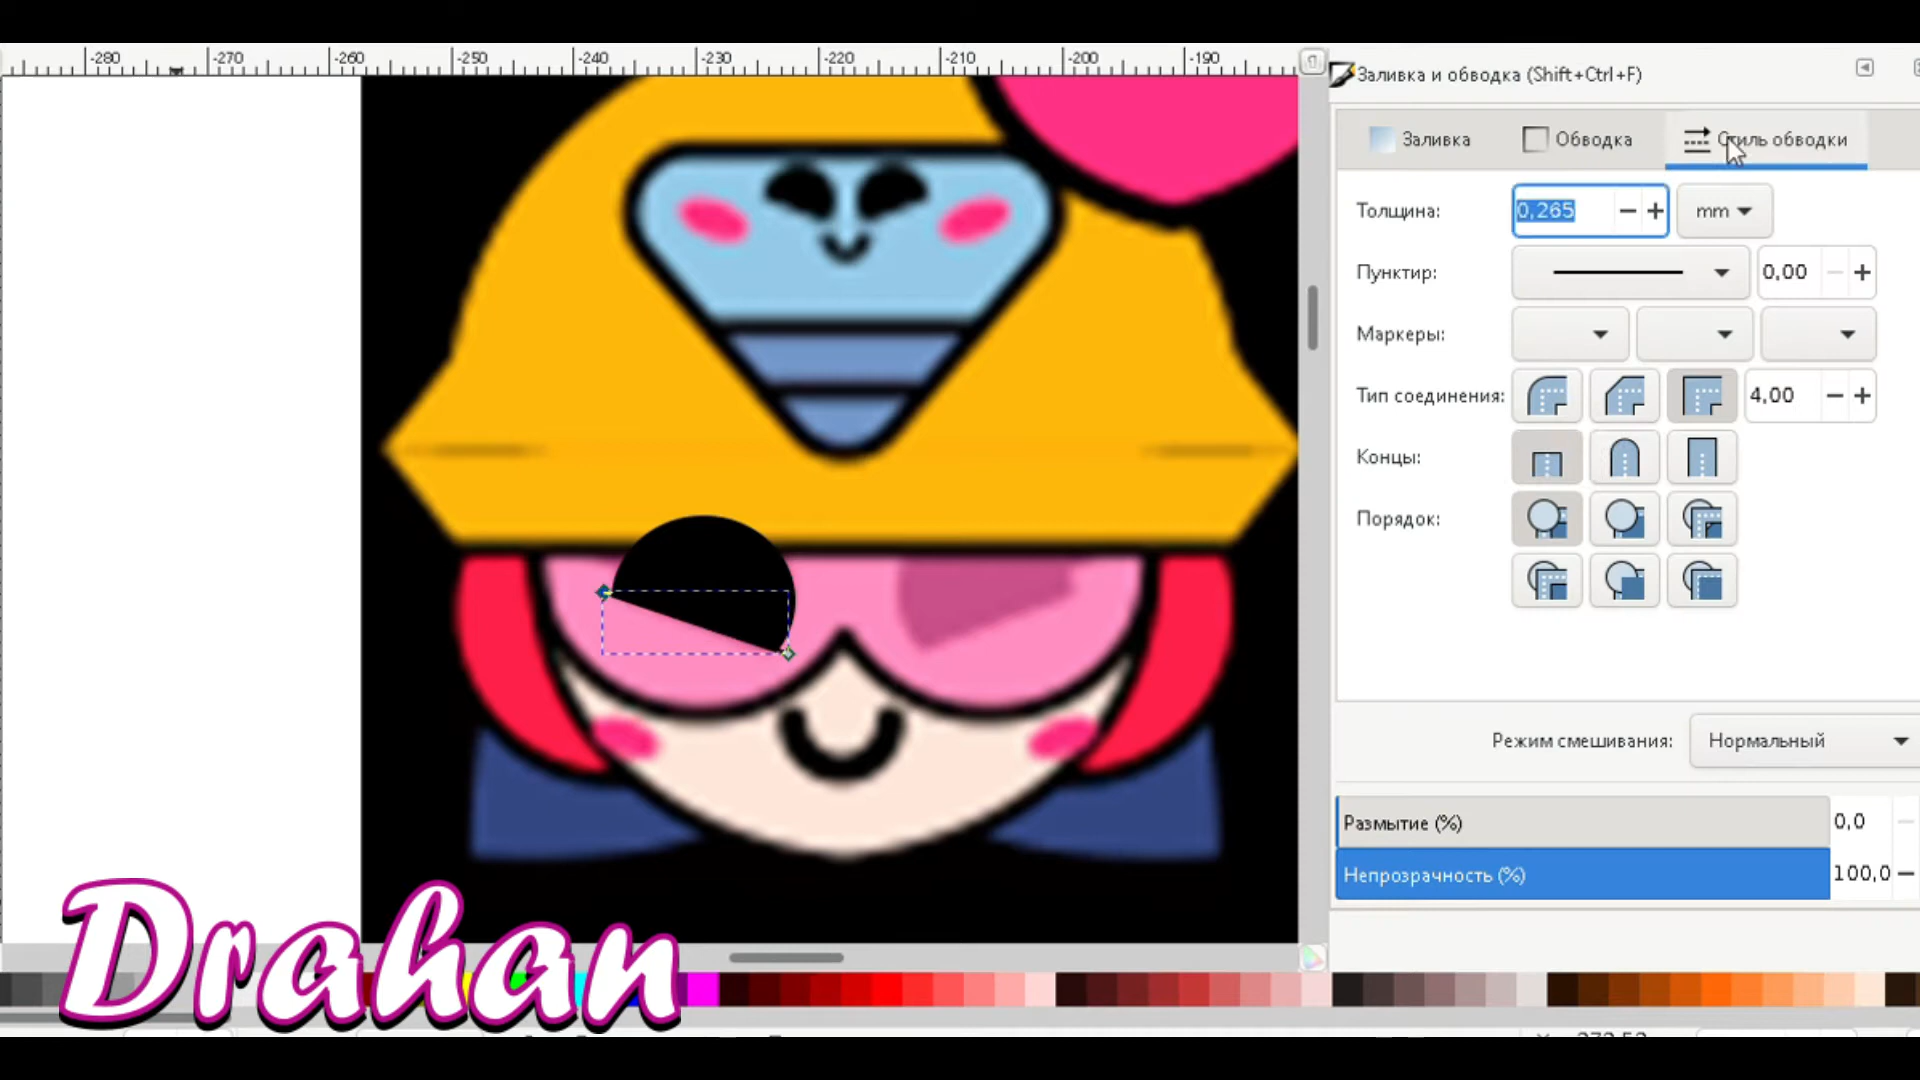 -280 -270 -260 -250 -240 -230 -220 -210 -200 -190
Заливка и обводка (Shift+Ctrl+F)
Заливка Обводка Стиль обводки
Толщина: 0,265 mm
Пунктир: 0,00
Маркеры:
Тип соединения: 4,00
Концы:
Порядок:
Режим смешивания: Нормальный
Размытие (%) 0,0
Непрозрачность (%) 100,0
Drahan